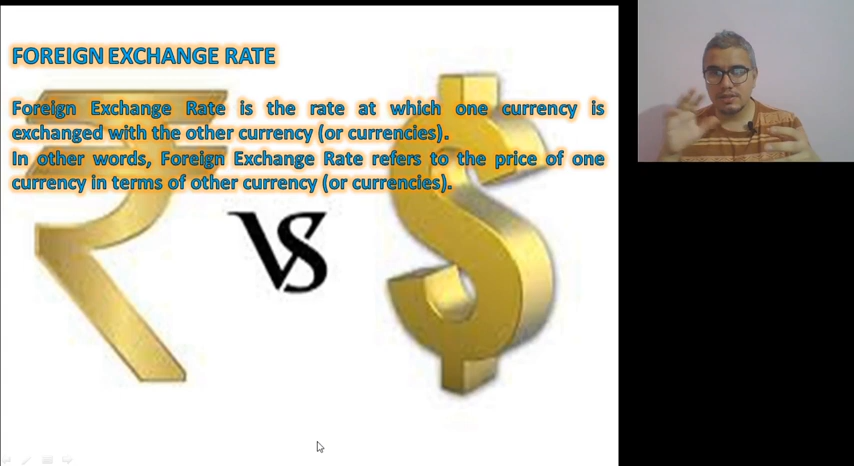 FOREIGN EXCHANGE RATE
Foreign Exchange Rate is the rate at which one currency is
exchanged with the other currency (or currencies).
In other words, Foreign Exchange Rate refers to the price of one
currency in terms of other currency (or currencies).
₹ VS $